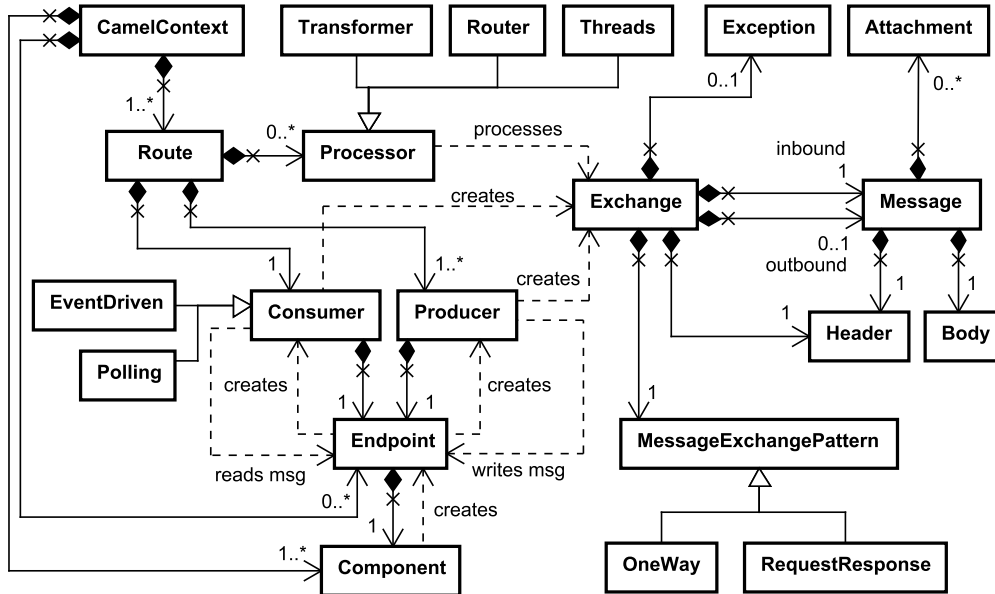 CamelContext
Transformer
Router
Threads
Exception
Attachment
1..*
0..1
0..*
Route
0..*
Processor
processes
inbound
1
Exchange
Message
creates
0..1
outbound
1
1..*
creates
1
1
1
EventDriven
Consumer
Producer
Header
Body
Polling
creates
creates
1
1
1
Endpoint
MessageExchangePattern
reads msg
writes msg
0..*
1
creates
1..*
Component
OneWay
RequestResponse